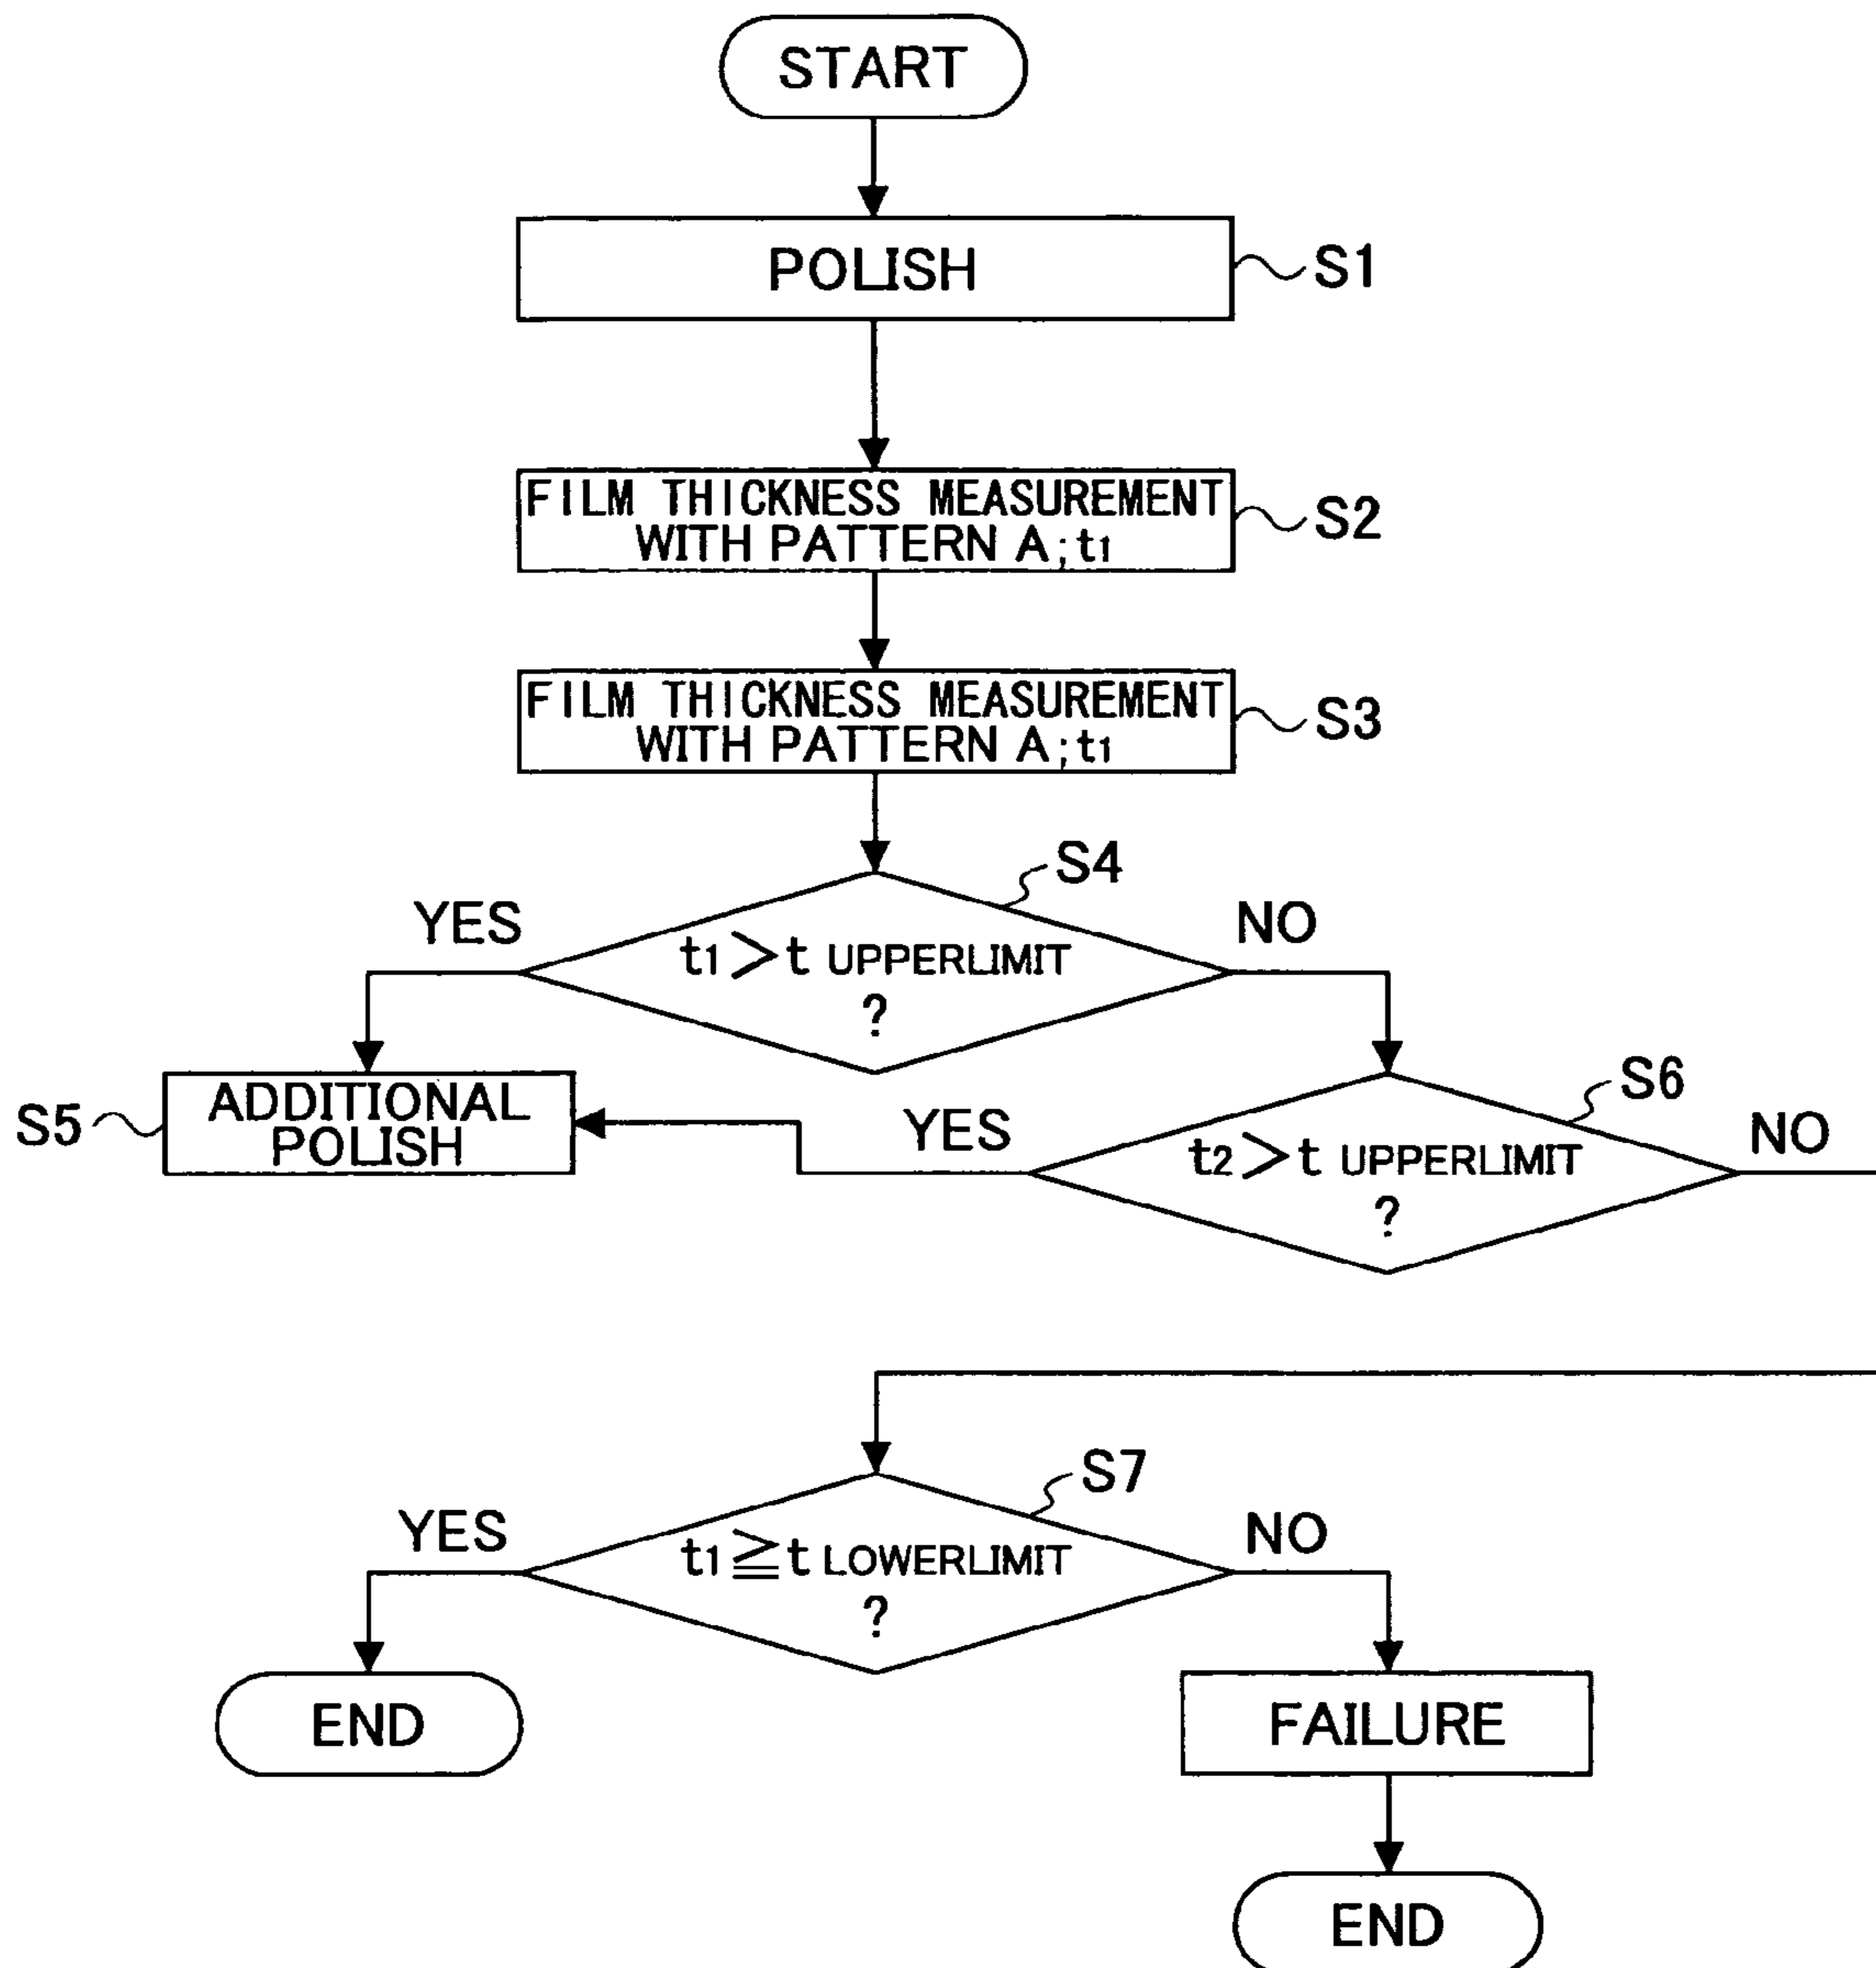 START
POLISH
S1
FILM THICKNESS MEASUREMENT
WITH PATTERN A;t1
S2
FILM THICKNESS MEASUREMENT
WITH PATTERN A;t1
S3
S4
YES
NO
t1>t UPPERLIMIT
?
S5
ADDITIONAL
POLISH
S6
YES
NO
t2>t UPPERLIMIT
?
S7
YES
NO
t1≧t LOWERLIMIT
?
END
FAILURE
END